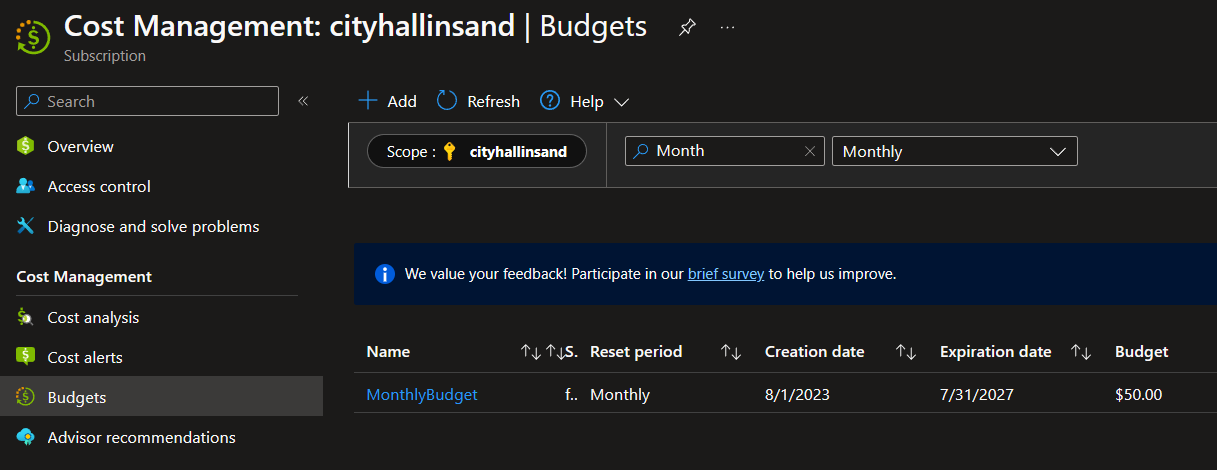 Cost Management: cityhallinsand | Budgets
Subscription
Search
Overview
Access control
Diagnose and solve problems
Cost Management
Cost analysis
Cost alerts
Budgets
Advisor recommendations
Add Refresh Help
Scope : cityhallinsand Month Monthly
We value your feedback! Participate in our brief survey to help us improve.
Name S. Reset period Creation date Expiration date Budget
MonthlyBudget f.. Monthly 8/1/2023 7/31/2027 $50.00